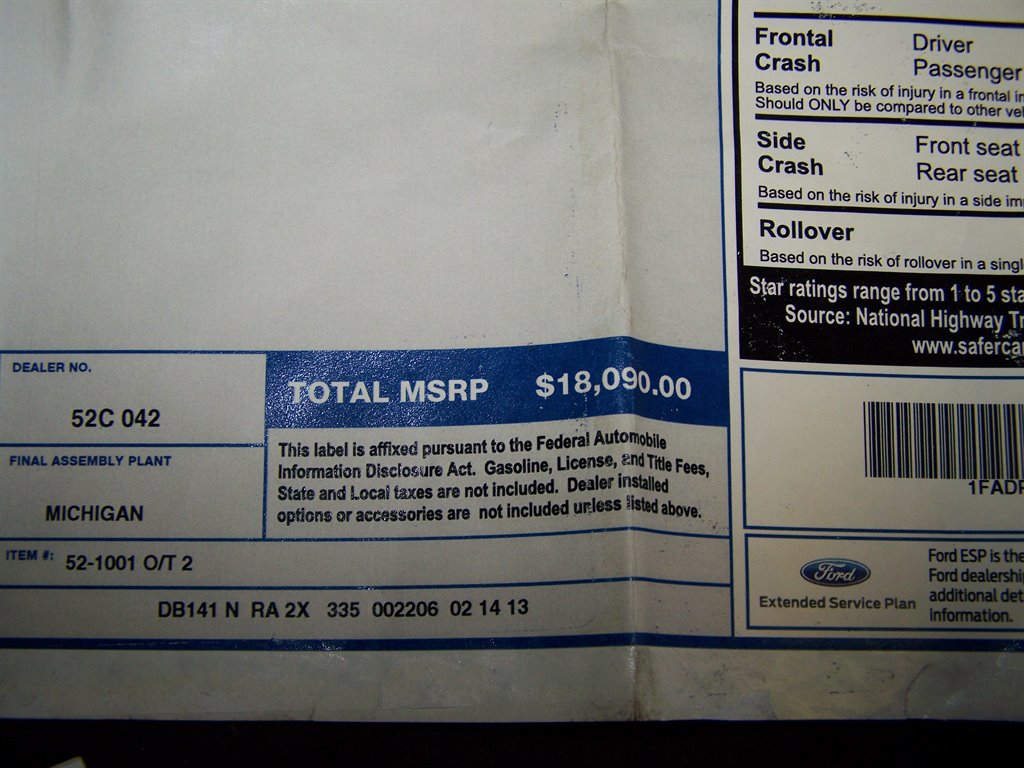 Frontal Driver
Crash Passenger
Based on the risk of injury in a frontal
Should ONLY be compared to other
Side Front seat
Crash Rear seat
Based on the risk of injury in a side
Rollover
Based on the risk of rollover in a
Star ratings range from 1 to 5
Source: National Highway
www.saferca
DEALER NO.
52C 042
TOTAL MSRP $18,090.00
This label is affixed pursuant to the Federal Automobile
Information Disclosure Act. Gasoline, License, and Title Fees,
State and Local taxes are not included. Dealer installed
options or accessories are not included unless listed above.
FINAL ASSEMBLY PLANT
MICHIGAN
ITEM #: 52-1001 O/T 2
DB141 N RA 2X 335 002206 02 14 13
1FADP
Ford
Extended Service Plan
Ford ESP is the
Ford dealershi
additional det
information.